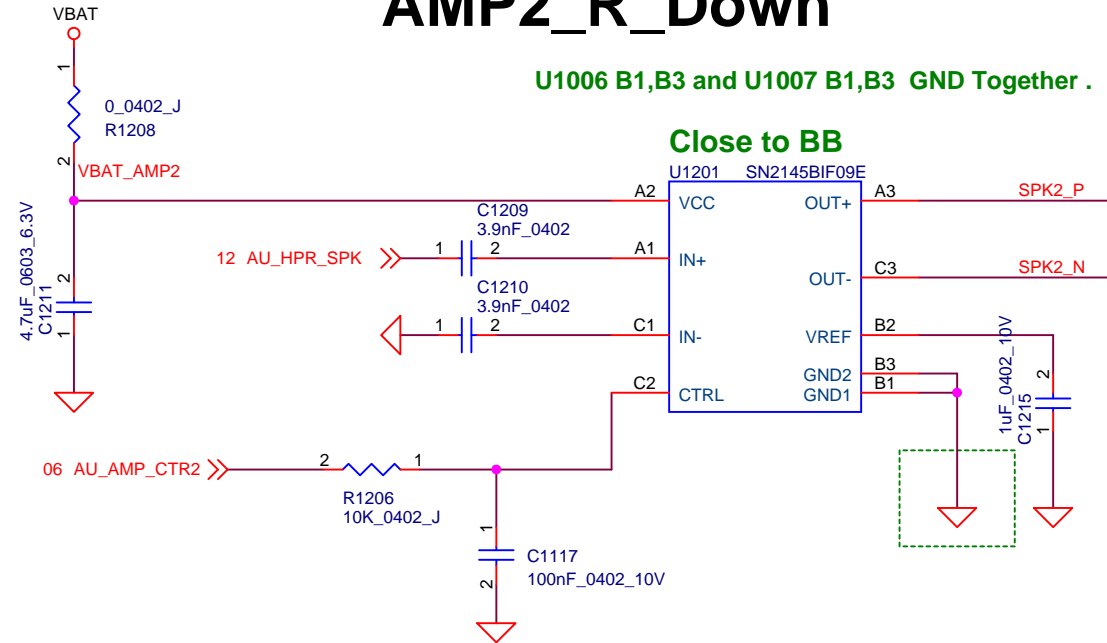 AMP2_R_Down
VBAT
U1006 B1,B3 and U1007 B1,B3 GND Together .
1
0_0402_J
R1208
2
VBAT_AMP2
Close to BB
U1201 SN2145BIF09E
A2 VCC
OUT+ A3 SPK2_P
C1209
3.9nF_0402
12 AU_HPR_SPK 1 2 A1 IN+
OUT- C3 SPK2_N
C1210
3.9nF_0402
1 2 C1 IN-
VREF B2
4.7uF_0603_6.3V
C1211
2
1
GND2 B3
GND1 B1
C2 CTRL
1uF_0402_10V
C1215
2
1
06 AU_AMP_CTR2 2 1
R1206
10K_0402_J
1
C1117
100nF_0402_10V
2